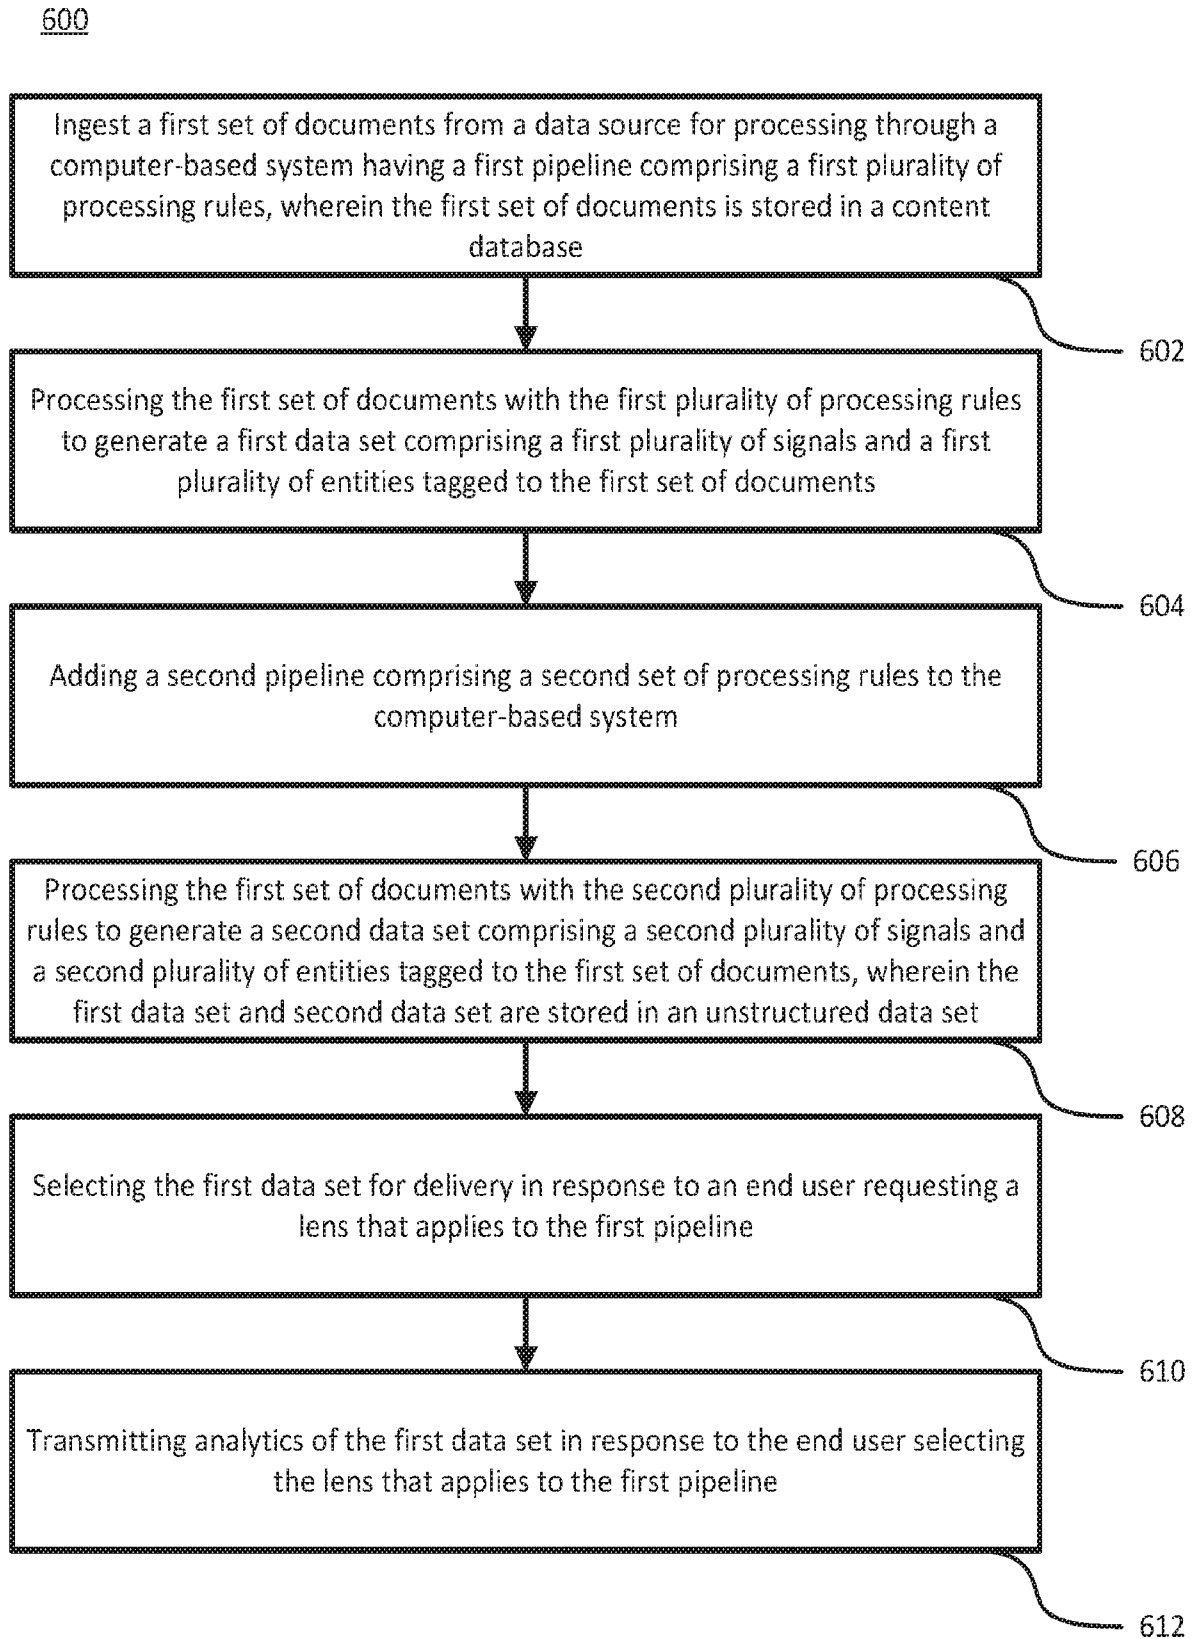 600
Ingest a first set of documents from a data source for processing through a
computer-based system having a first pipeline comprising a first plurality of
processing rules, wherein the first set of documents is stored in a content
database
602
Processing the first set of documents with the first plurality of processing rules
to generate a first data set comprising a first plurality of signals and a first
plurality of entities tagged to the first set of documents
604
Adding a second pipeline comprising a second set of processing rules to the
computer-based system
606
Processing the first set of documents with the second plurality of processing
rules to generate a second data set comprising a second plurality of signals and
a second plurality of entities tagged to the first set of documents, wherein the
first data set and second data set are stored in an unstructured data set
608
Selecting the first data set for delivery in response to an end user requesting a
lens that applies to the first pipeline
610
Transmitting analytics of the first data set in response to the end user selecting
the lens that applies to the first pipeline
612